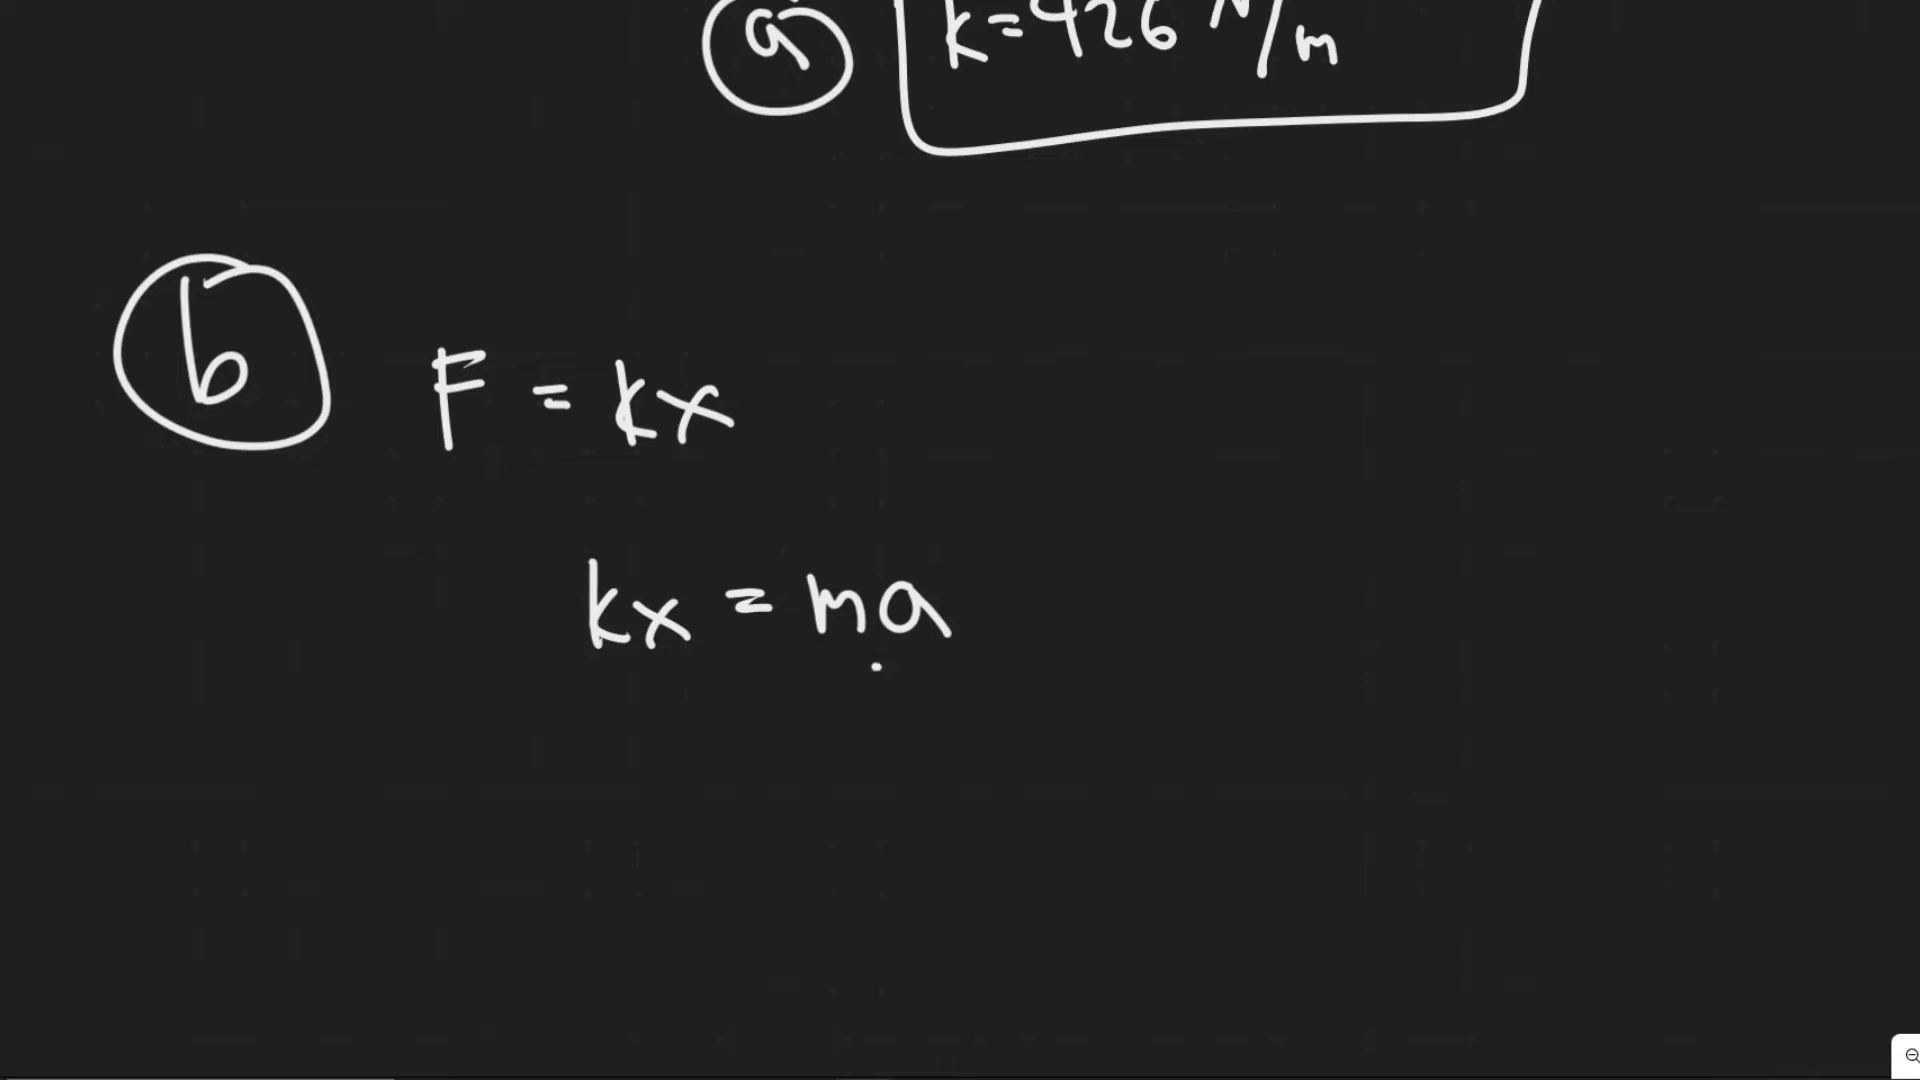 a k=426 N/m
b F = kx
kx = ma